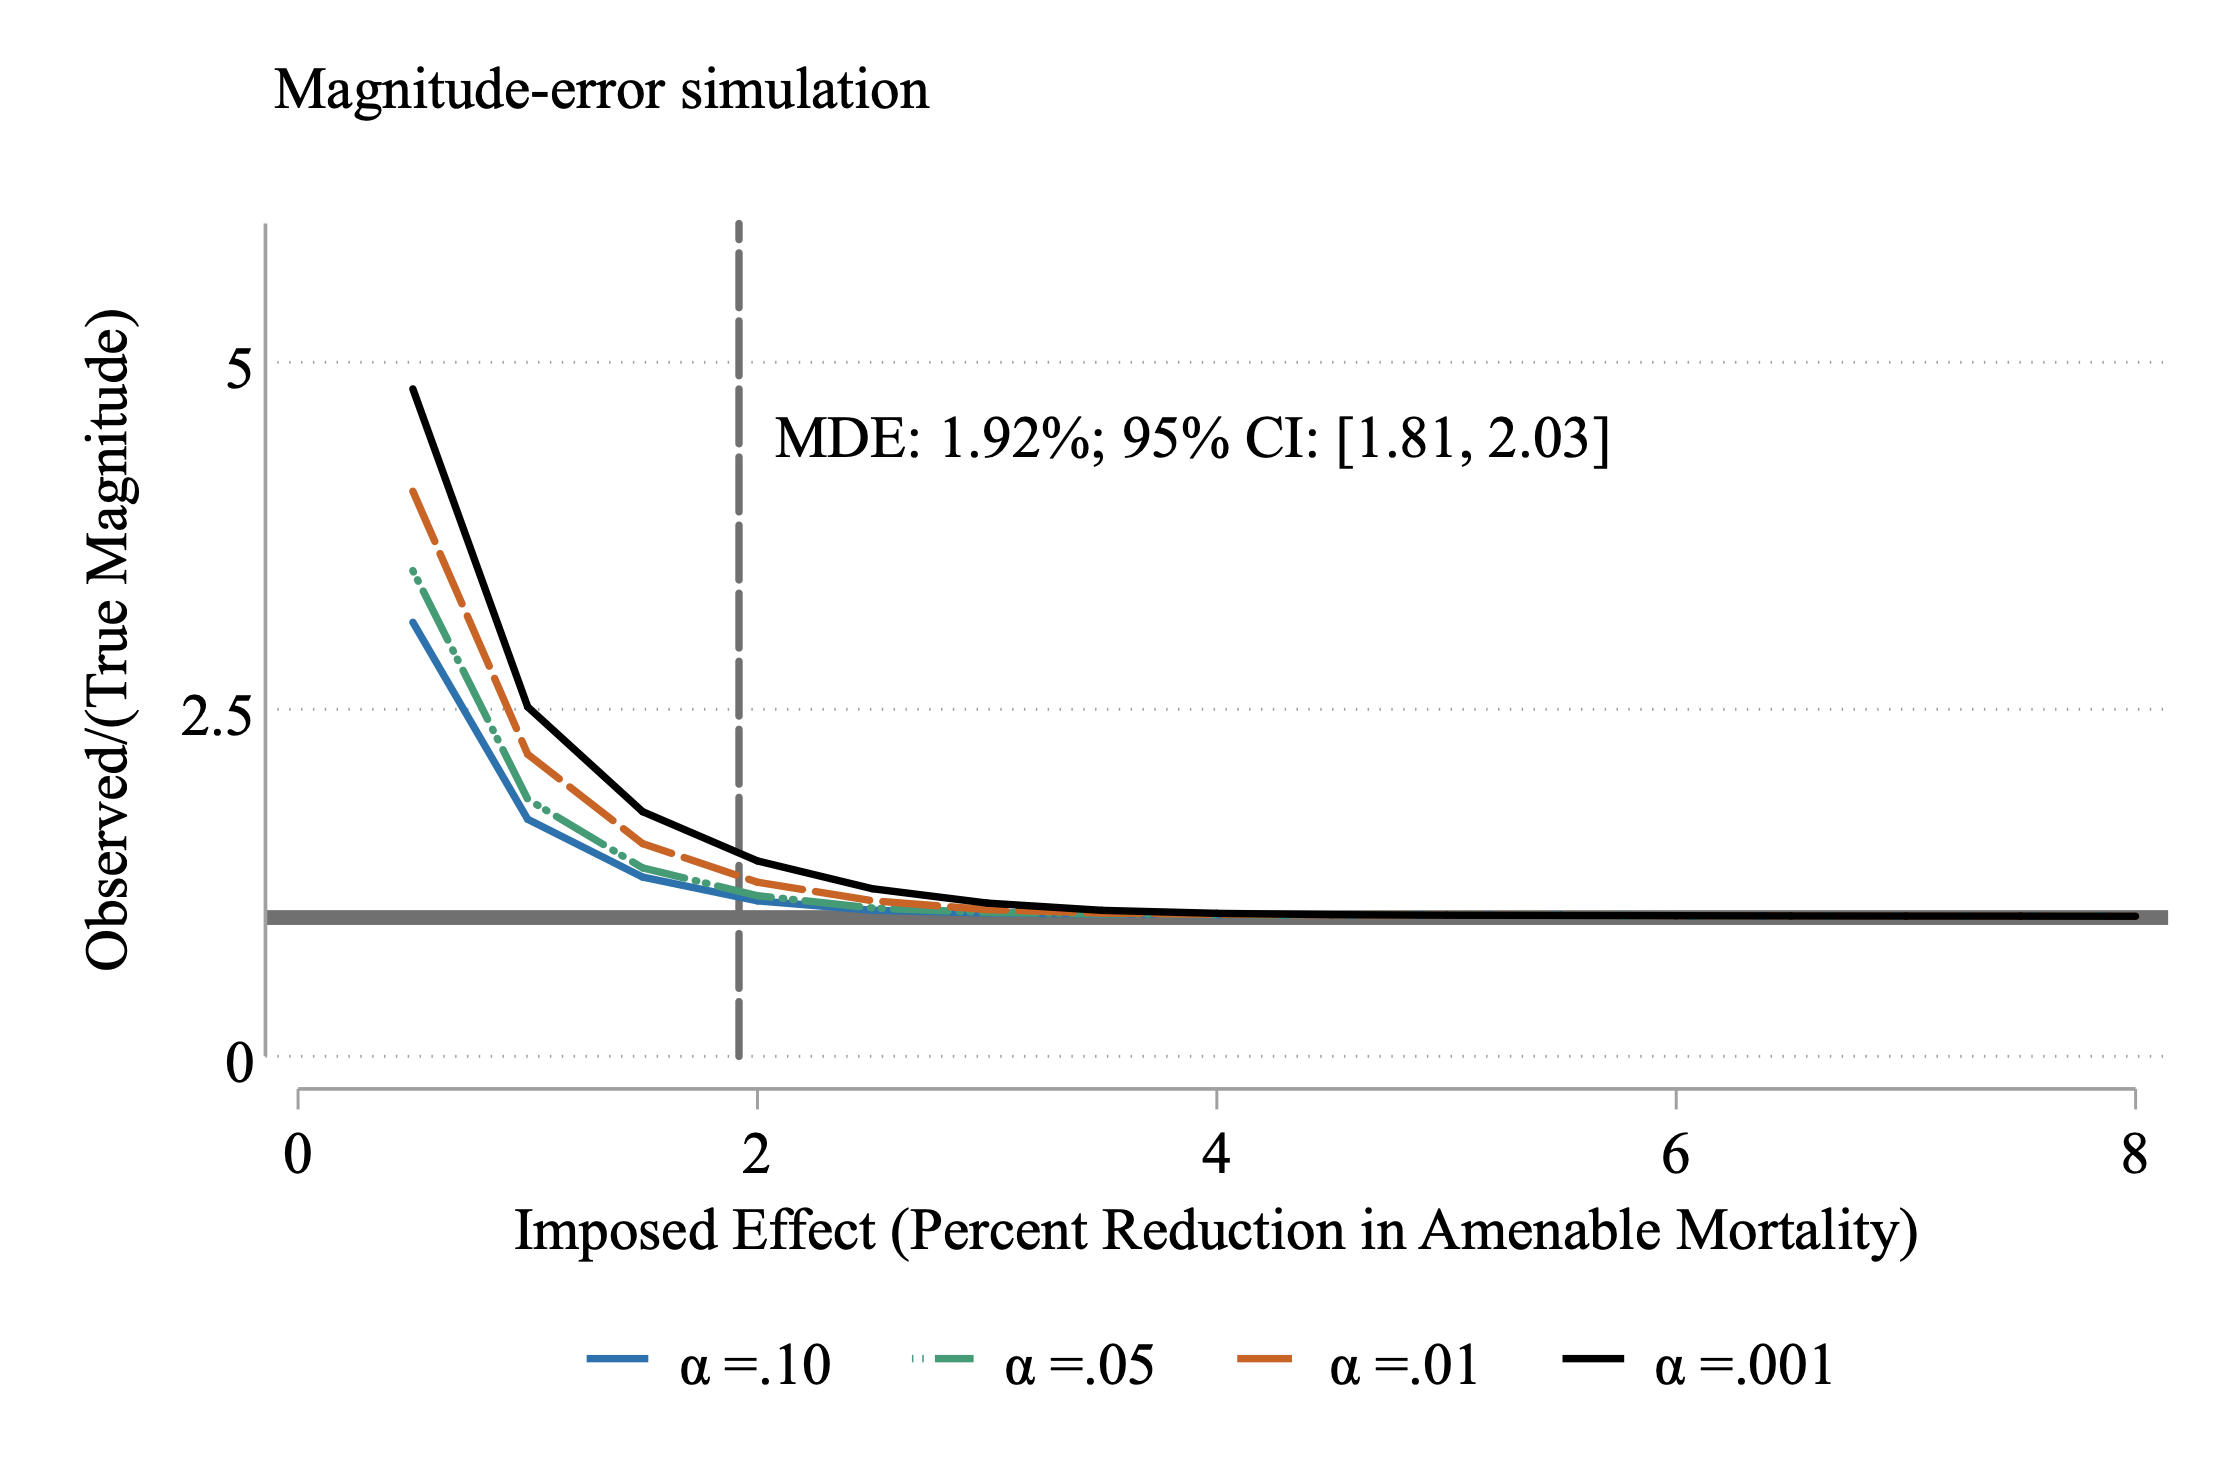 Magnitude-error simulation
Observed/(True Magnitude)
5
2.5
0
MDE: 1.92%; 95% CI: [1.81, 2.03]
0 2 4 6 8
Imposed Effect (Percent Reduction in Amenable Mortality)
α =.10 α =.05 α =.01 α =.001